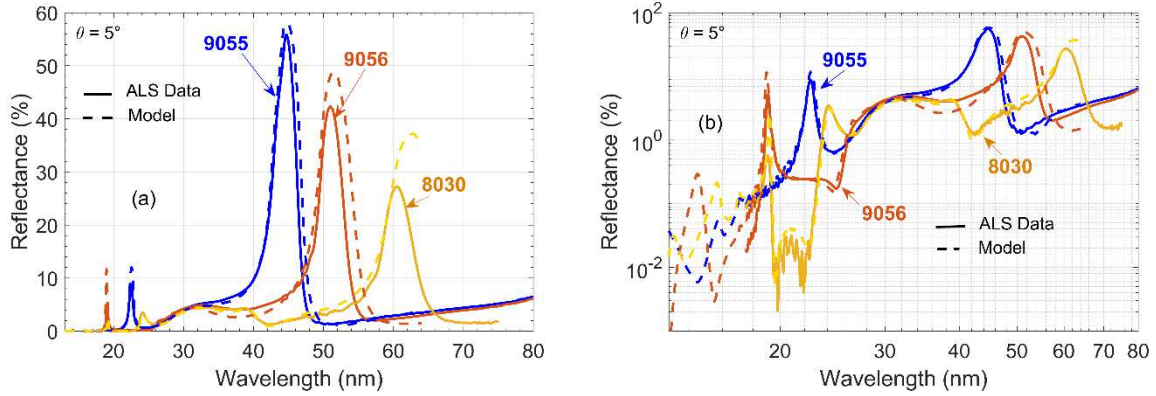 60
50
40
30
20
10
0
Reflectance (%)
θ = 5°
ALS Data
Model
9055
9056
8030
(a)
20 30 40 50 60 70 80
Wavelength (nm)
10²
10⁰
10⁻²
Reflectance (%)
θ = 5°
(b)
9055
9056
8030
ALS Data
Model
20 30 40 50 60 70 80
Wavelength (nm)